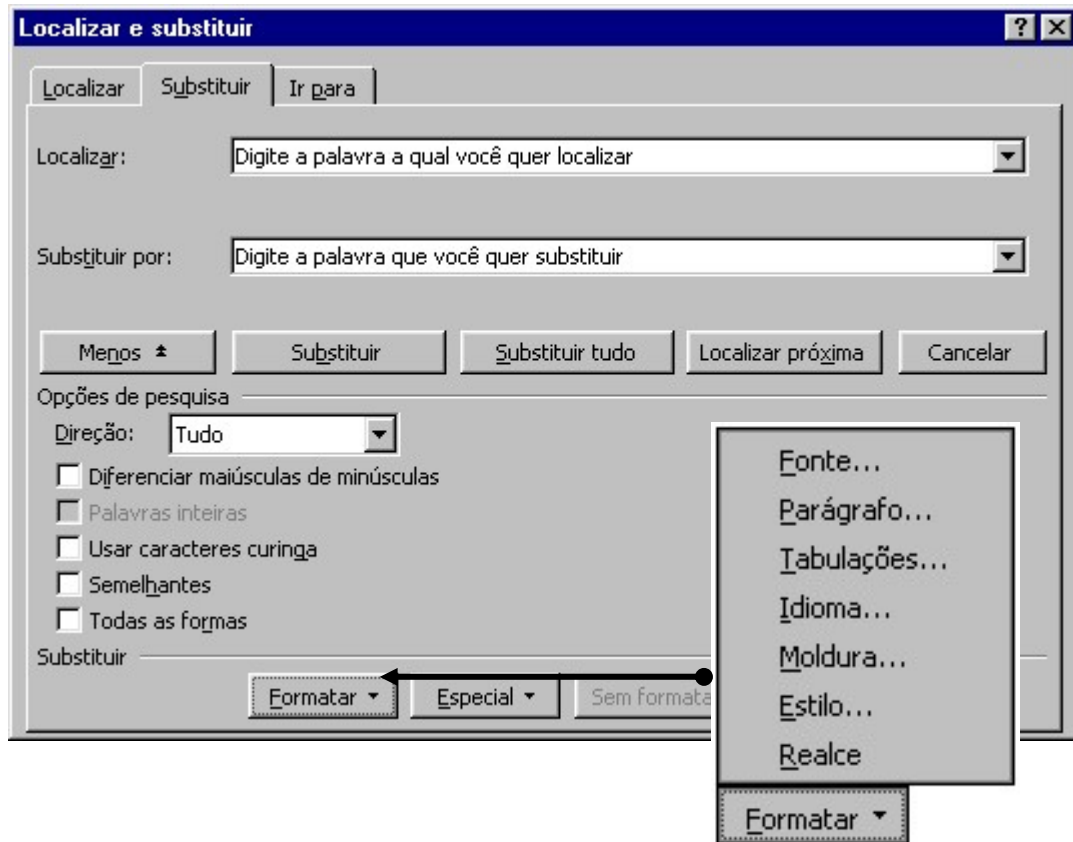 Localizar e substituir
Localizar Substituir Ir para
Localizar: Digite a palavra a qual você quer localizar
Substituir por: Digite a palavra que você quer substituir
Menos Substituir Substituir tudo Localizar próxima Cancelar
Opções de pesquisa
Direção: Tudo
Diferenciar maiúsculas de minúsculas
Palavras inteiras
Usar caracteres curinga
Semelhantes
Todas as formas
Substituir
Formatar Especial Sem formata
Fonte...
Parágrafo...
Tabulações...
Idioma...
Moldura...
Estilo...
Realce
Formatar